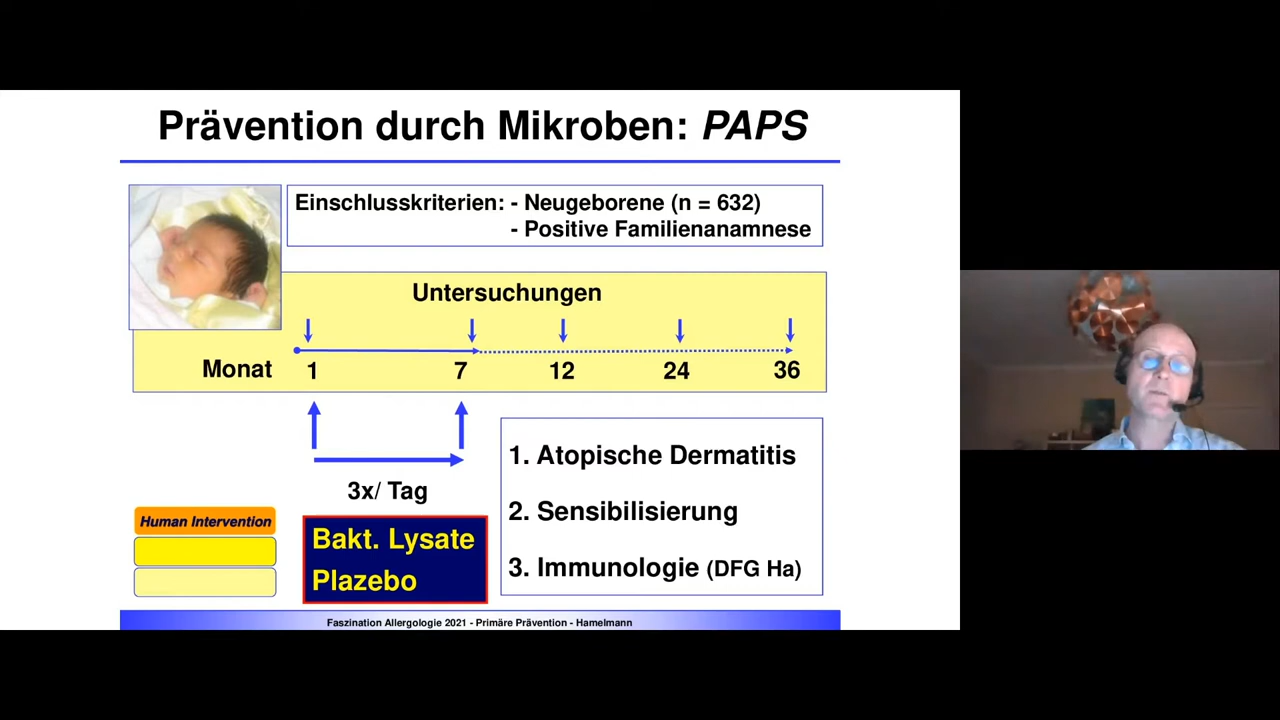 Prävention durch Mikroben: PAPS
Einschlusskriterien: - Neugeborene (n = 632)
- Positive Familienanamnese
Untersuchungen
Monat 1 7 12 24 36
3x/ Tag
Human Intervention
Bakt. Lysate
Plazebo
1. Atopische Dermatitis
2. Sensibilisierung
3. Immunologie (DFG Ha)
Faszination Allergologie 2021 - Primäre Prävention - Hamelmann